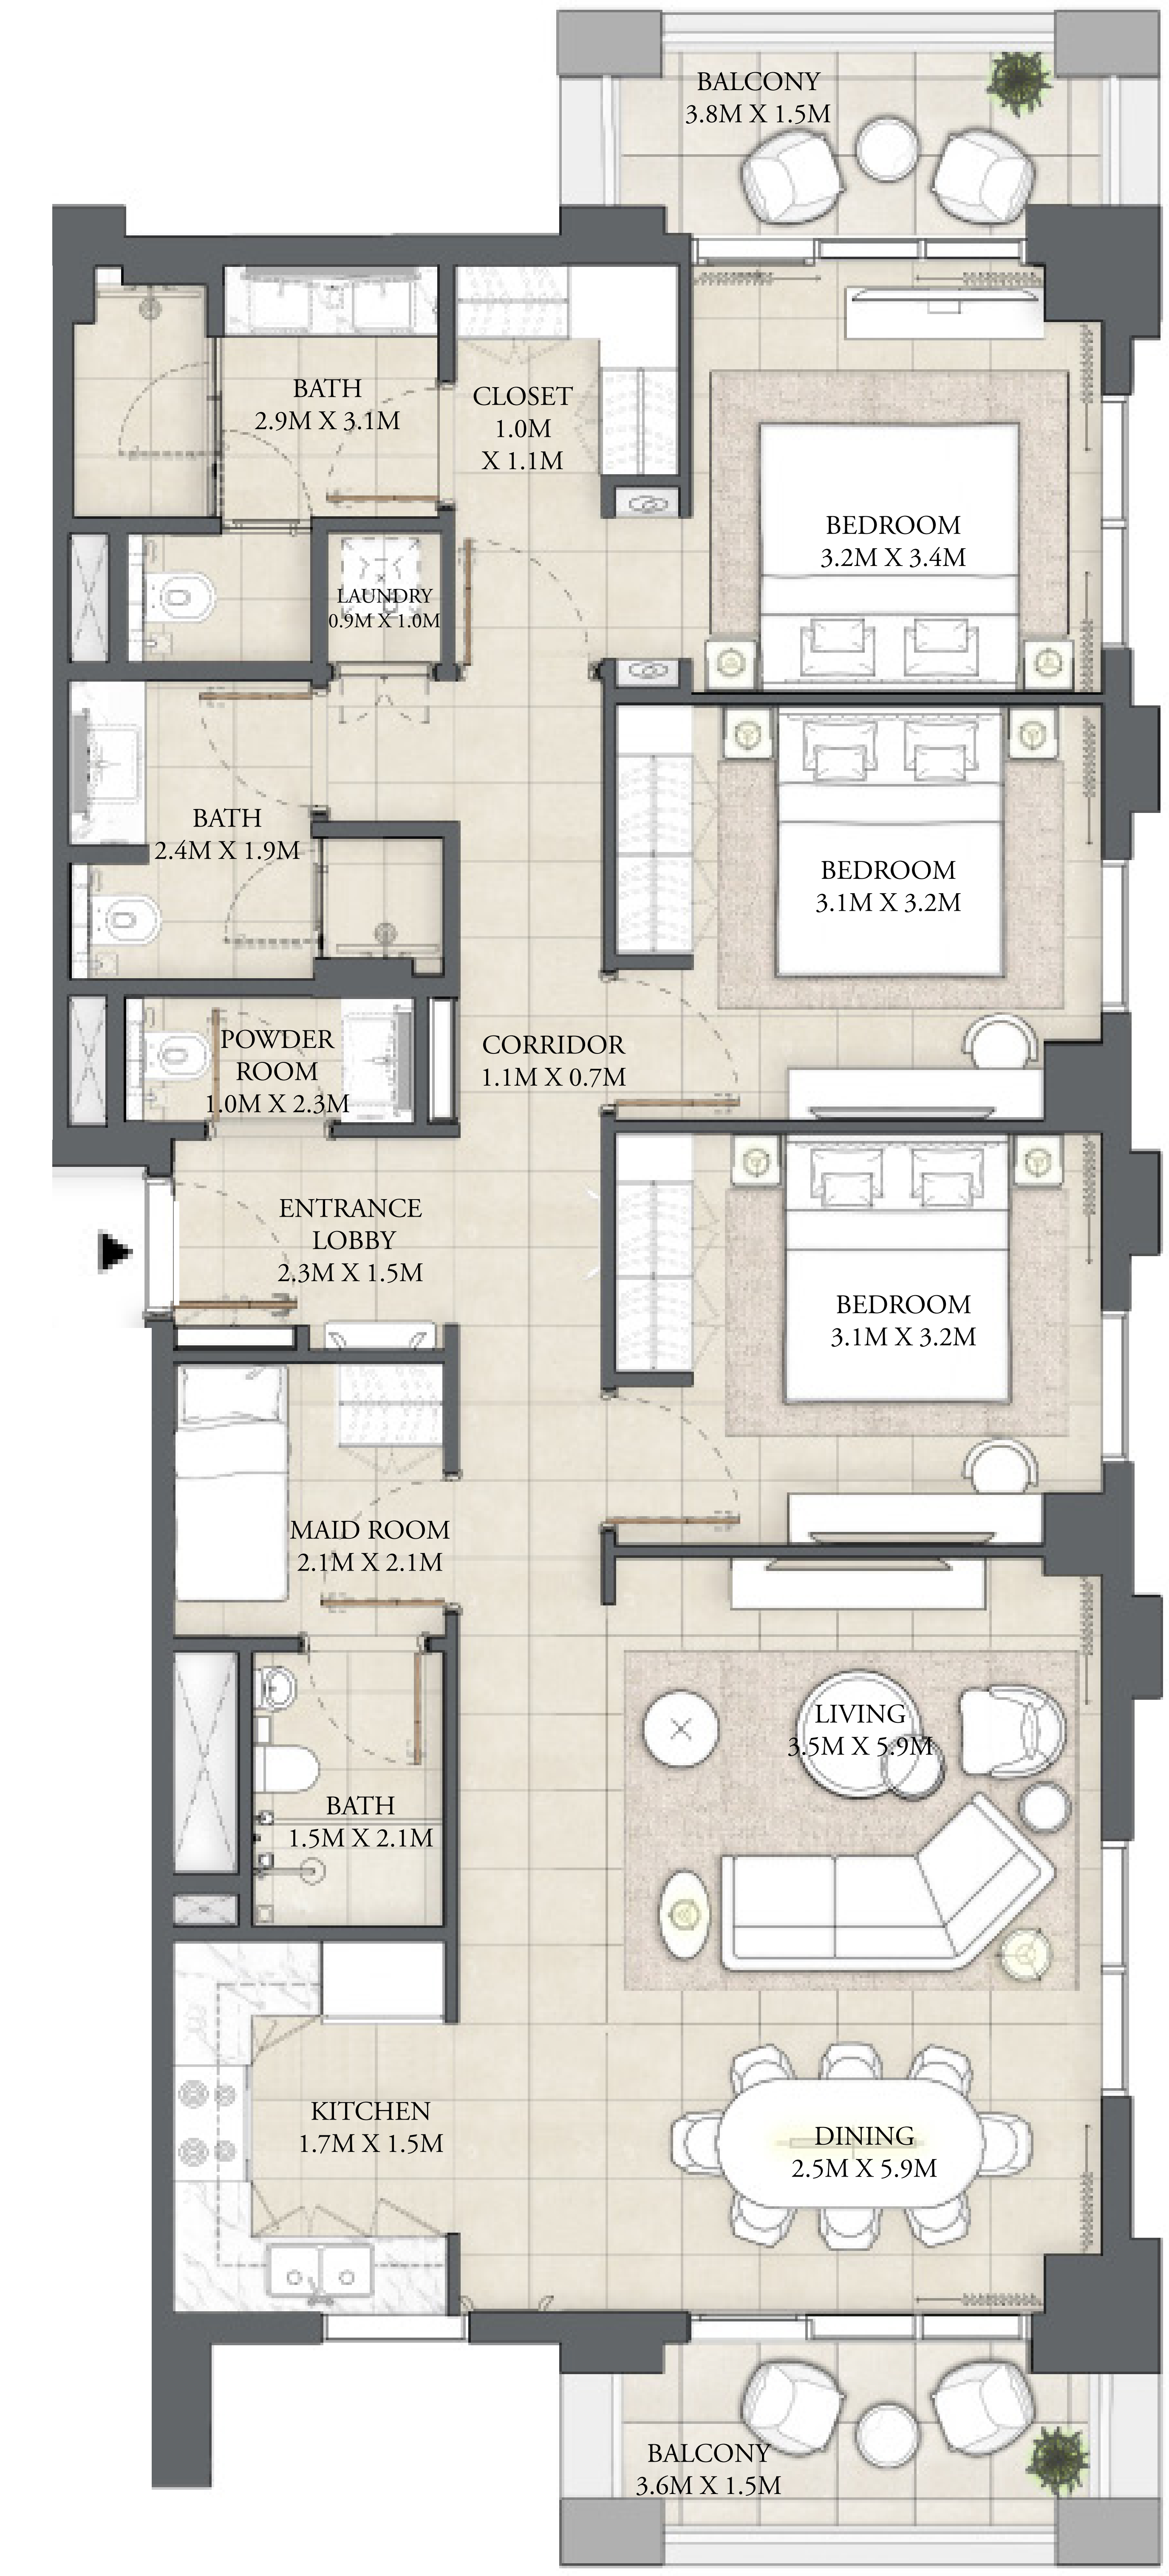 BALCONY
3.8M X 1.5M
BATH
2.9M X 3.1M
CLOSET
1.0M
X 1.1M
BEDROOM
3.2M X 3.4M
LAUNDRY
0.9M X 1.0M
BATH
2.4M X 1.9M
BEDROOM
3.1M X 3.2M
POWDER
ROOM
1.0M X 2.3M
CORRIDOR
1.1M X 0.7M
ENTRANCE
LOBBY
2.3M X 1.5M
BEDROOM
3.1M X 3.2M
MAID ROOM
2.1M X 2.1M
LIVING
3.5M X 5.9M
BATH
1.5M X 2.1M
KITCHEN
1.7M X 1.5M
DINING
2.5M X 5.9M
BALCONY
3.6M X 1.5M